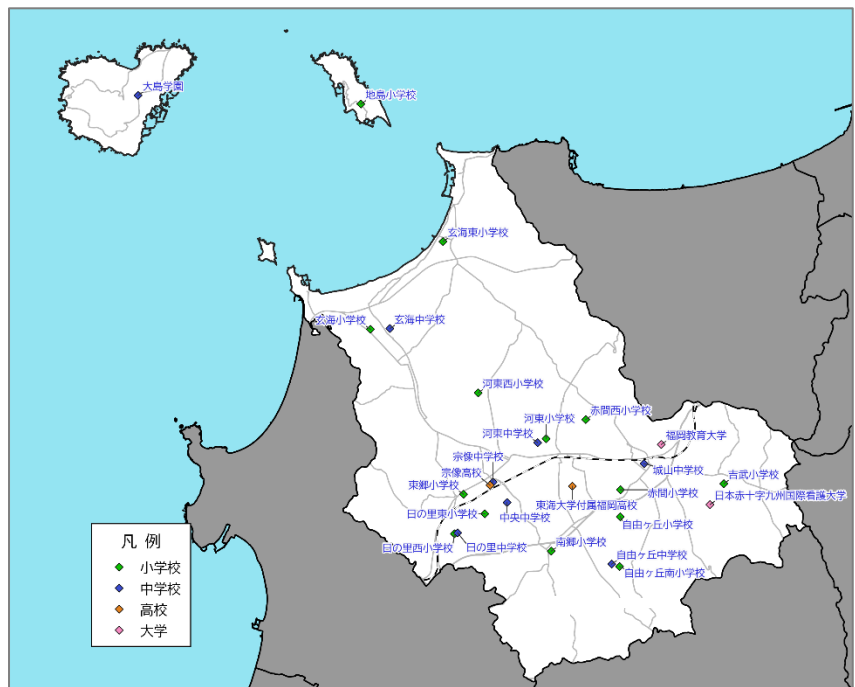 大島学園
地島小学校
玄海東小学校
玄海小学校
玄海中学校
河東西小学校
赤間西小学校
河東小学校
河東中学校
福岡教育大学
宗像中学校
宗像高校
城山中学校
東郷小学校
吉武小学校
赤間小学校
日本赤十字九州国際看護大学
東海大学付属福岡高校
日の里東小学校
中央中学校
自由ヶ丘小学校
日の里西小学校
日の里中学校
南郷小学校
自由ヶ丘中学校
自由ヶ丘南小学校
凡 例
小学校
中学校
高校
大学